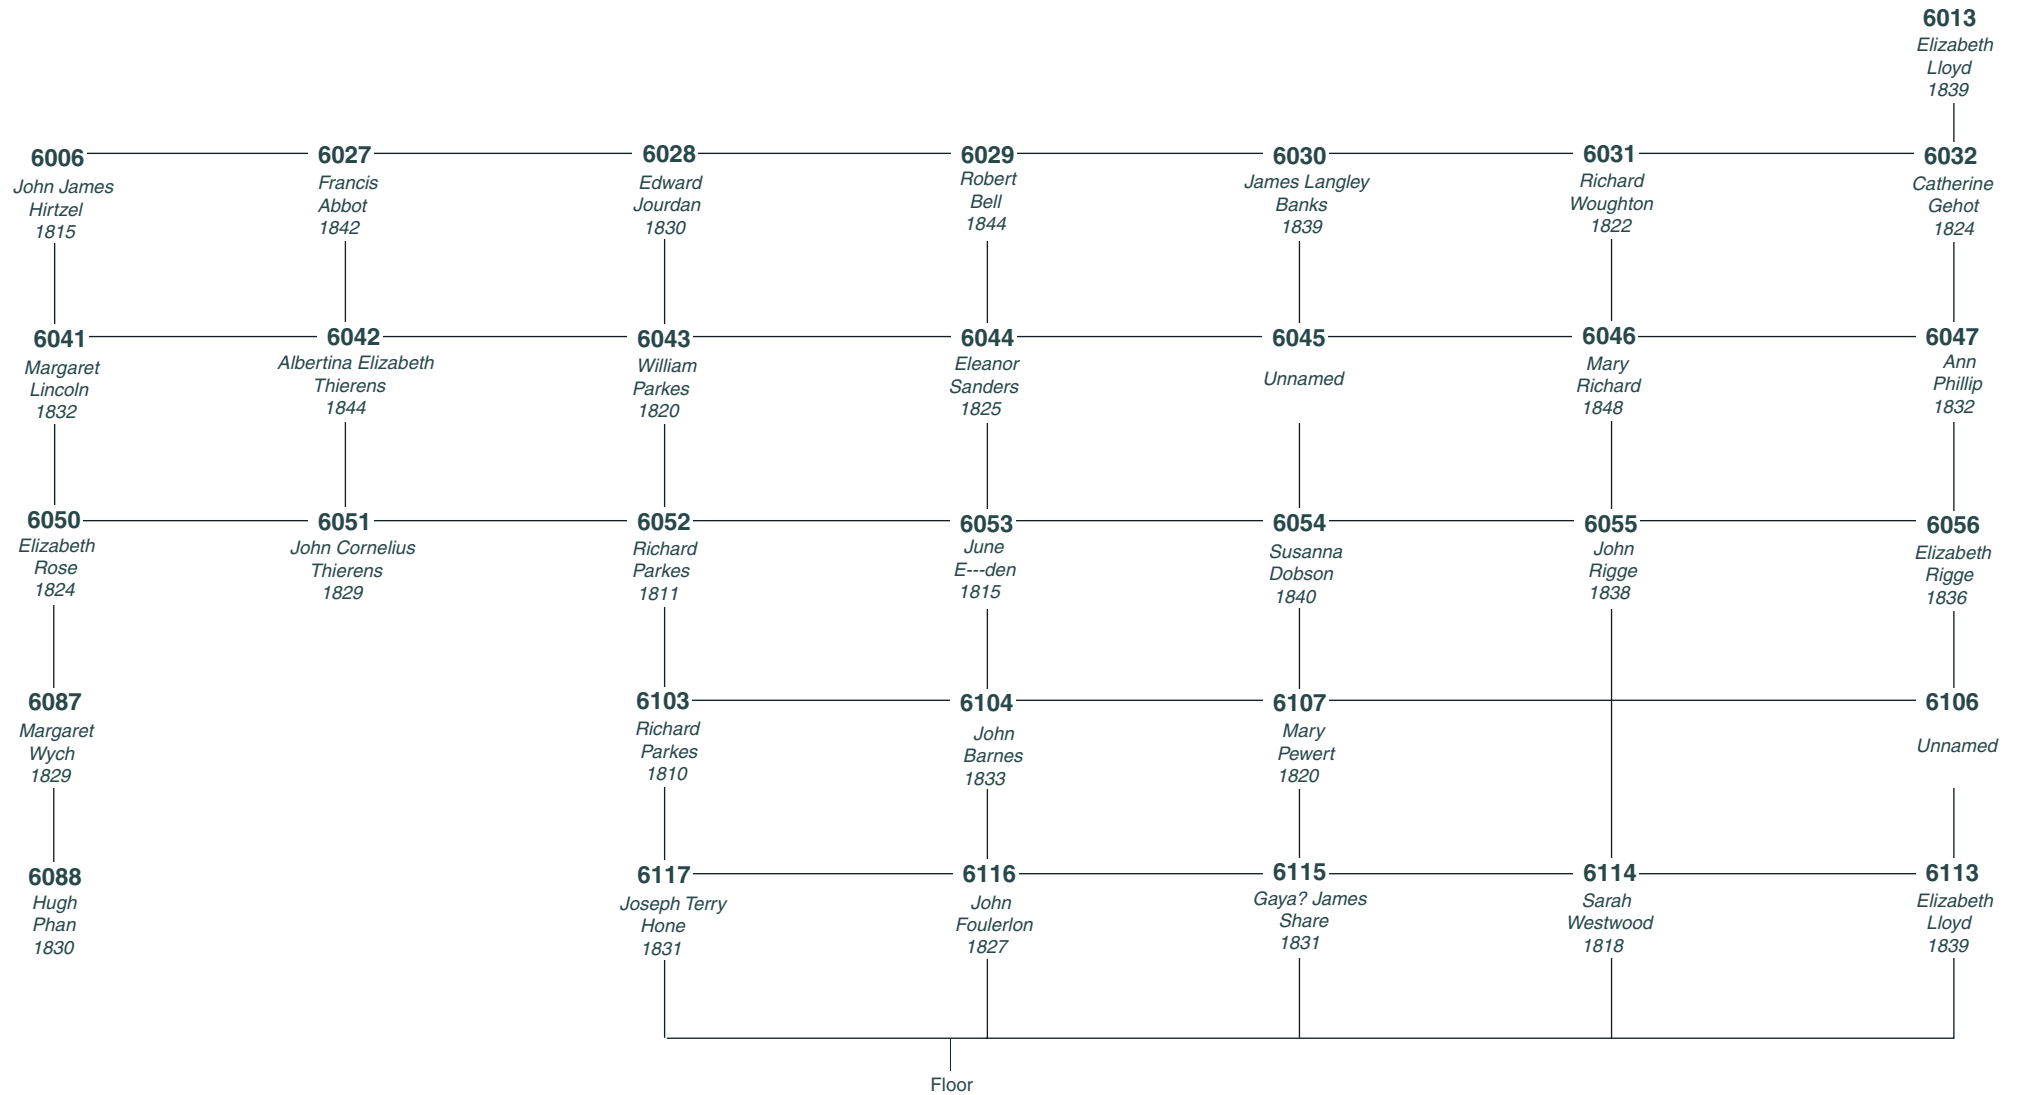 6013
Elizabeth
Lloyd
1839
6006
John James
Hirtzel
1815
6027
Francis
Abbot
1842
6028
Edward
Jourdan
1830
6029
Robert
Bell
1844
6030
James Langley
Banks
1839
6031
Richard
Woughton
1822
6032
Catherine
Gehot
1824
6041
Margaret
Lincoln
1832
6042
Albertina Elizabeth
Thierens
1844
6043
William
Parkes
1820
6044
Eleanor
Sanders
1825
6045
Unnamed
6046
Mary
Richard
1848
6047
Ann
Phillip
1832
6050
Elizabeth
Rose
1824
6051
John Cornelius
Thierens
1829
6052
Richard
Parkes
1811
6053
June
E---den
1815
6054
Susanna
Dobson
1840
6055
John
Rigge
1838
6056
Elizabeth
Rigge
1836
6087
Margaret
Wych
1829
6103
Richard
Parkes
1810
6104
John
Barnes
1833
6107
Mary
Pewert
1820
6106
Unnamed
6088
Hugh
Phan
1830
6117
Joseph Terry
Hone
1831
6116
John
Foulerlon
1827
6115
Gaya? James
Share
1831
6114
Sarah
Westwood
1818
6113
Elizabeth
Lloyd
1839
Floor